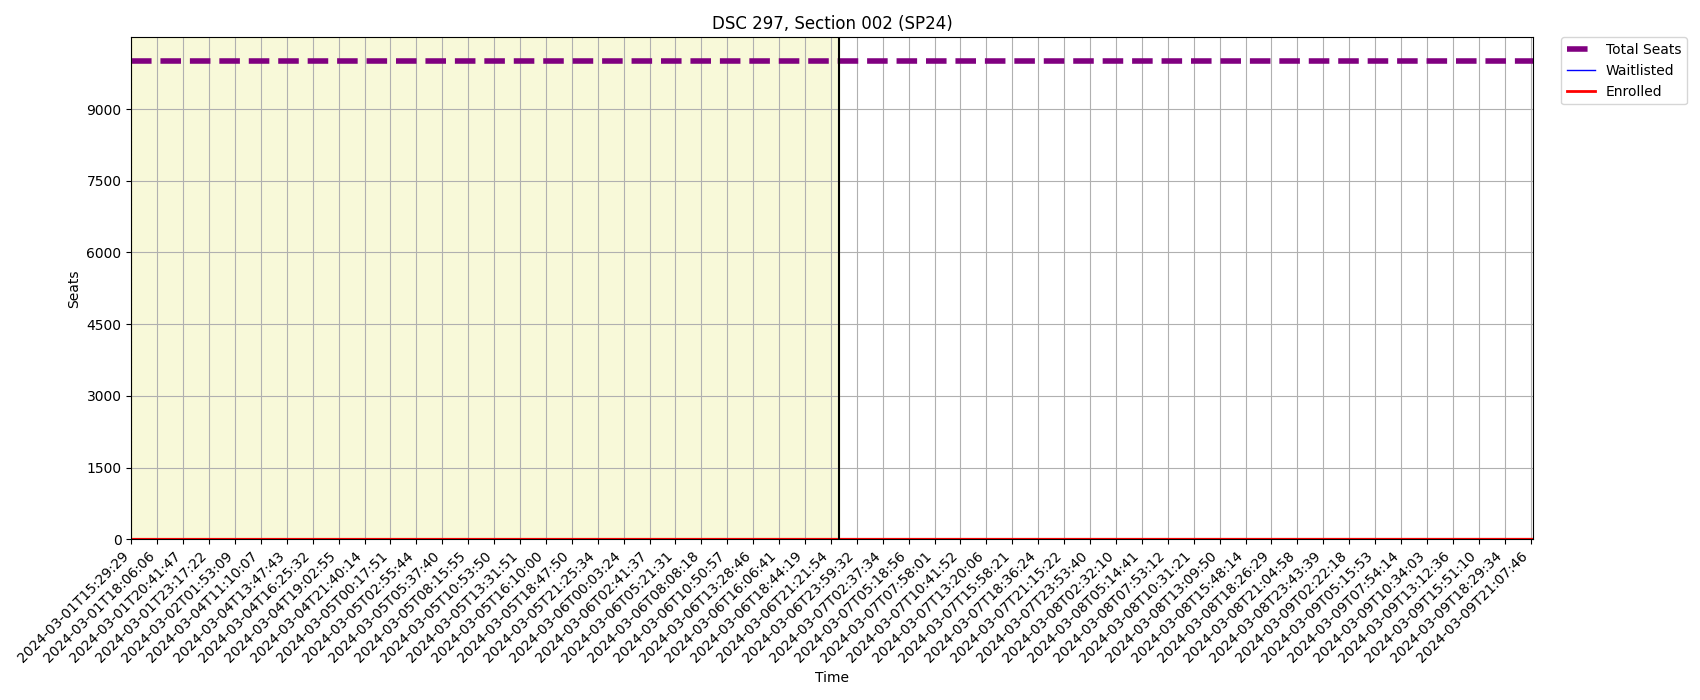 DSC 297, Section 002 (SP24)
Total Seats
Waitlisted
Enrolled
9000
7500
6000
4500
3000
1500
0
Seats
2024-03-01T15:29:29
2024-03-01T18:06:06
2024-03-01T20:41:47
2024-03-01T23:17:22
2024-03-02T01:53:09
2024-03-04T11:10:07
2024-03-04T13:47:43
2024-03-04T16:25:32
2024-03-04T19:02:55
2024-03-04T21:40:14
2024-03-05T00:17:51
2024-03-05T02:55:44
2024-03-05T05:37:40
2024-03-05T08:15:55
2024-03-05T10:53:50
2024-03-05T13:31:51
2024-03-05T16:10:00
2024-03-05T18:47:50
2024-03-05T21:25:34
2024-03-06T00:03:24
2024-03-06T02:41:37
2024-03-06T05:21:31
2024-03-06T08:08:18
2024-03-06T10:50:57
2024-03-06T13:28:46
2024-03-06T16:06:41
2024-03-06T18:44:19
2024-03-06T21:21:54
2024-03-06T23:59:32
2024-03-07T02:37:34
2024-03-07T05:18:56
2024-03-07T07:58:01
2024-03-07T10:41:52
2024-03-07T13:20:06
2024-03-07T15:58:21
2024-03-07T18:36:24
2024-03-07T21:15:22
2024-03-07T23:53:40
2024-03-08T02:32:10
2024-03-08T05:14:41
2024-03-08T07:53:12
2024-03-08T10:31:21
2024-03-08T13:09:50
2024-03-08T15:48:14
2024-03-08T18:26:29
2024-03-08T21:04:58
2024-03-08T23:43:39
2024-03-09T02:22:18
2024-03-09T05:15:53
2024-03-09T07:54:14
2024-03-09T10:34:03
2024-03-09T13:12:36
2024-03-09T15:51:10
2024-03-09T18:29:34
2024-03-09T21:07:46
Time